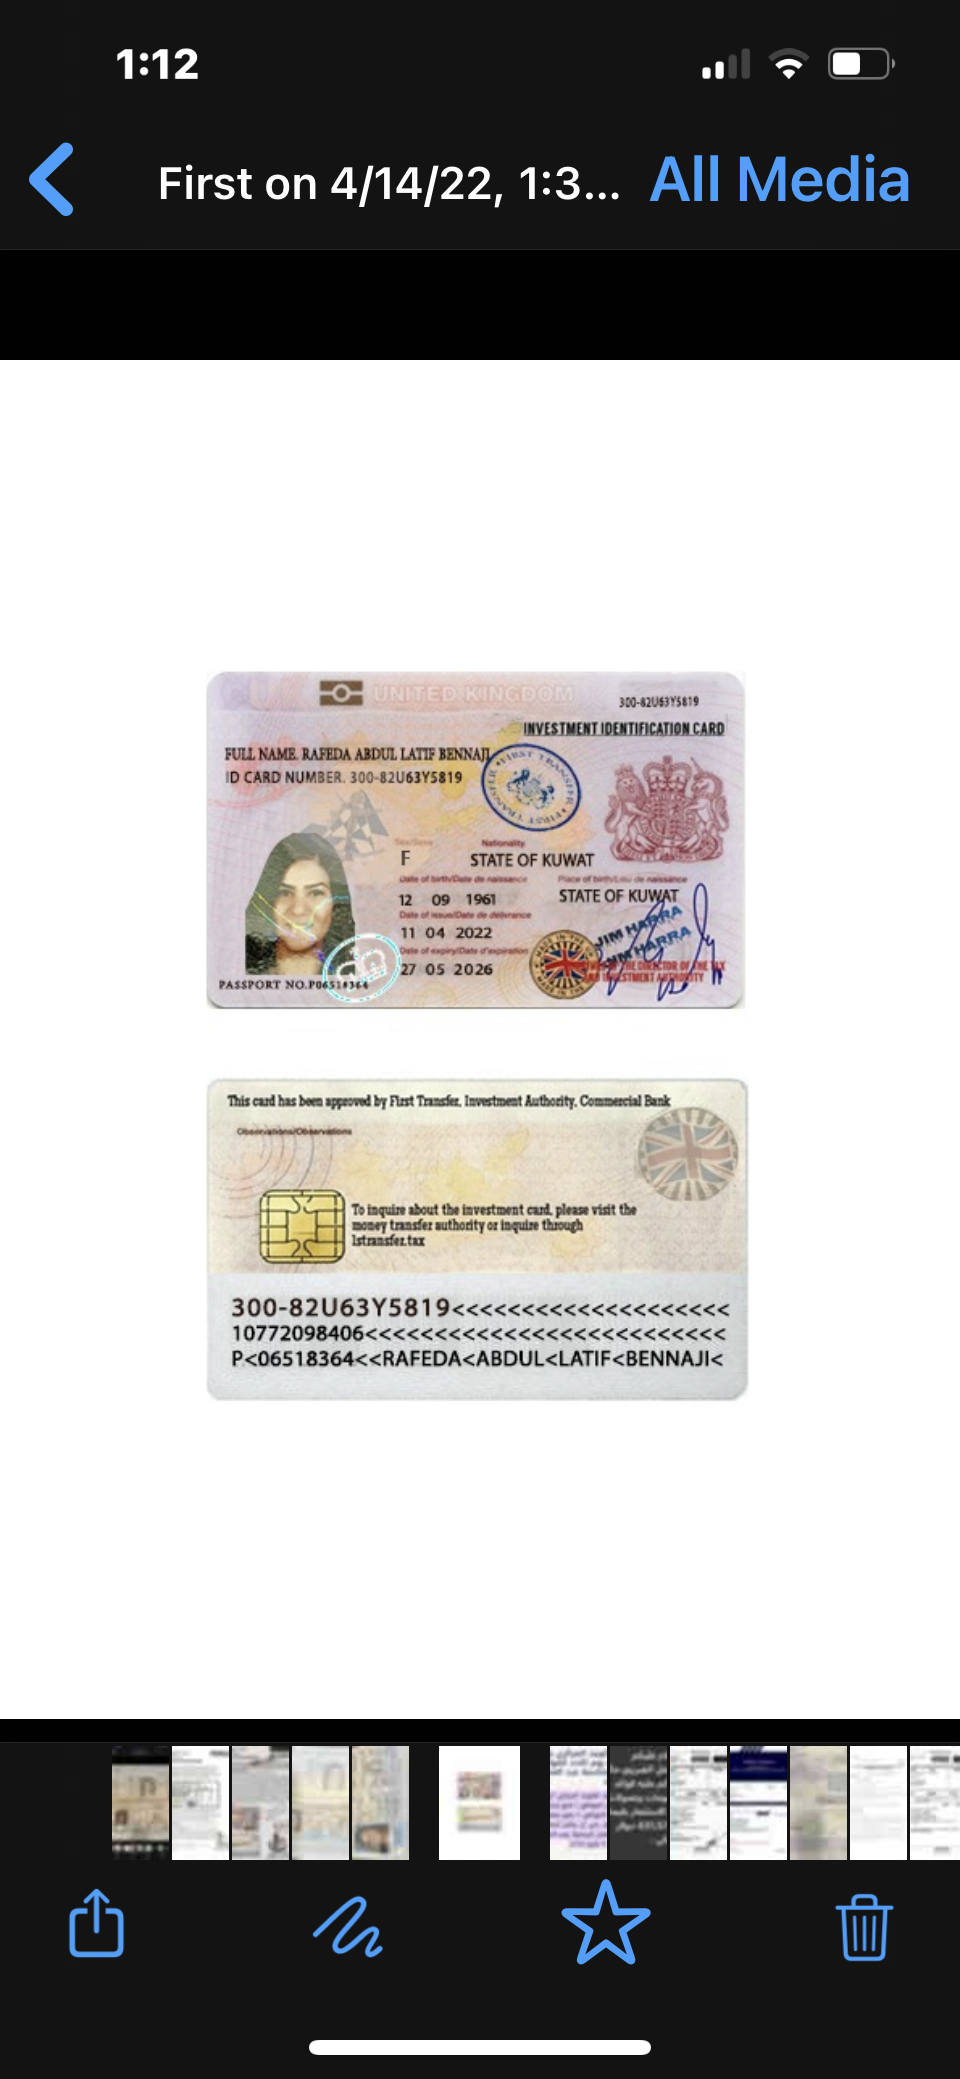 1:12
First on 4/14/22, 1:3...
All Media
UNITED KINGDOM
300-82U63Y5819
INVESTMENT IDENTIFICATION CARD
FULL NAME. RAFEDA ABDUL LATIF BENNAJI
ID CARD NUMBER. 300-82U63Y5819
FIRST TRANSFER FIRST TRANSFER
Sex/Sexe
Nationality
F
STATE OF KUWAT
Date of birth/Date de naissance
Place of birth/Lieu de naissance
12 09 1961
STATE OF KUWAT
Date of issue/Date de délivrance
11 04 2022
JIM HARRA
JIM HARRA
Date of expiry/Date d'expiration
27 05 2026
THE DIRECTOR OF THE TAX
AND INVESTMENT AUTHORITY
MADE IN THE
PASSPORT NO.P06518364
This card has been approved by First Transfer, Investment Authority, Commercial Bank
Observations/Observations
To inquire about the investment card, please visit the
money transfer authority or inquire through
1stransfer.tax
300-82U63Y5819<<<<<<<<<<<<<<<<<<<<
10772098406<<<<<<<<<<<<<<<<<<<<<<<<<<
P<06518364<<RAFEDA<ABDUL<LATIF<BENNAJI<